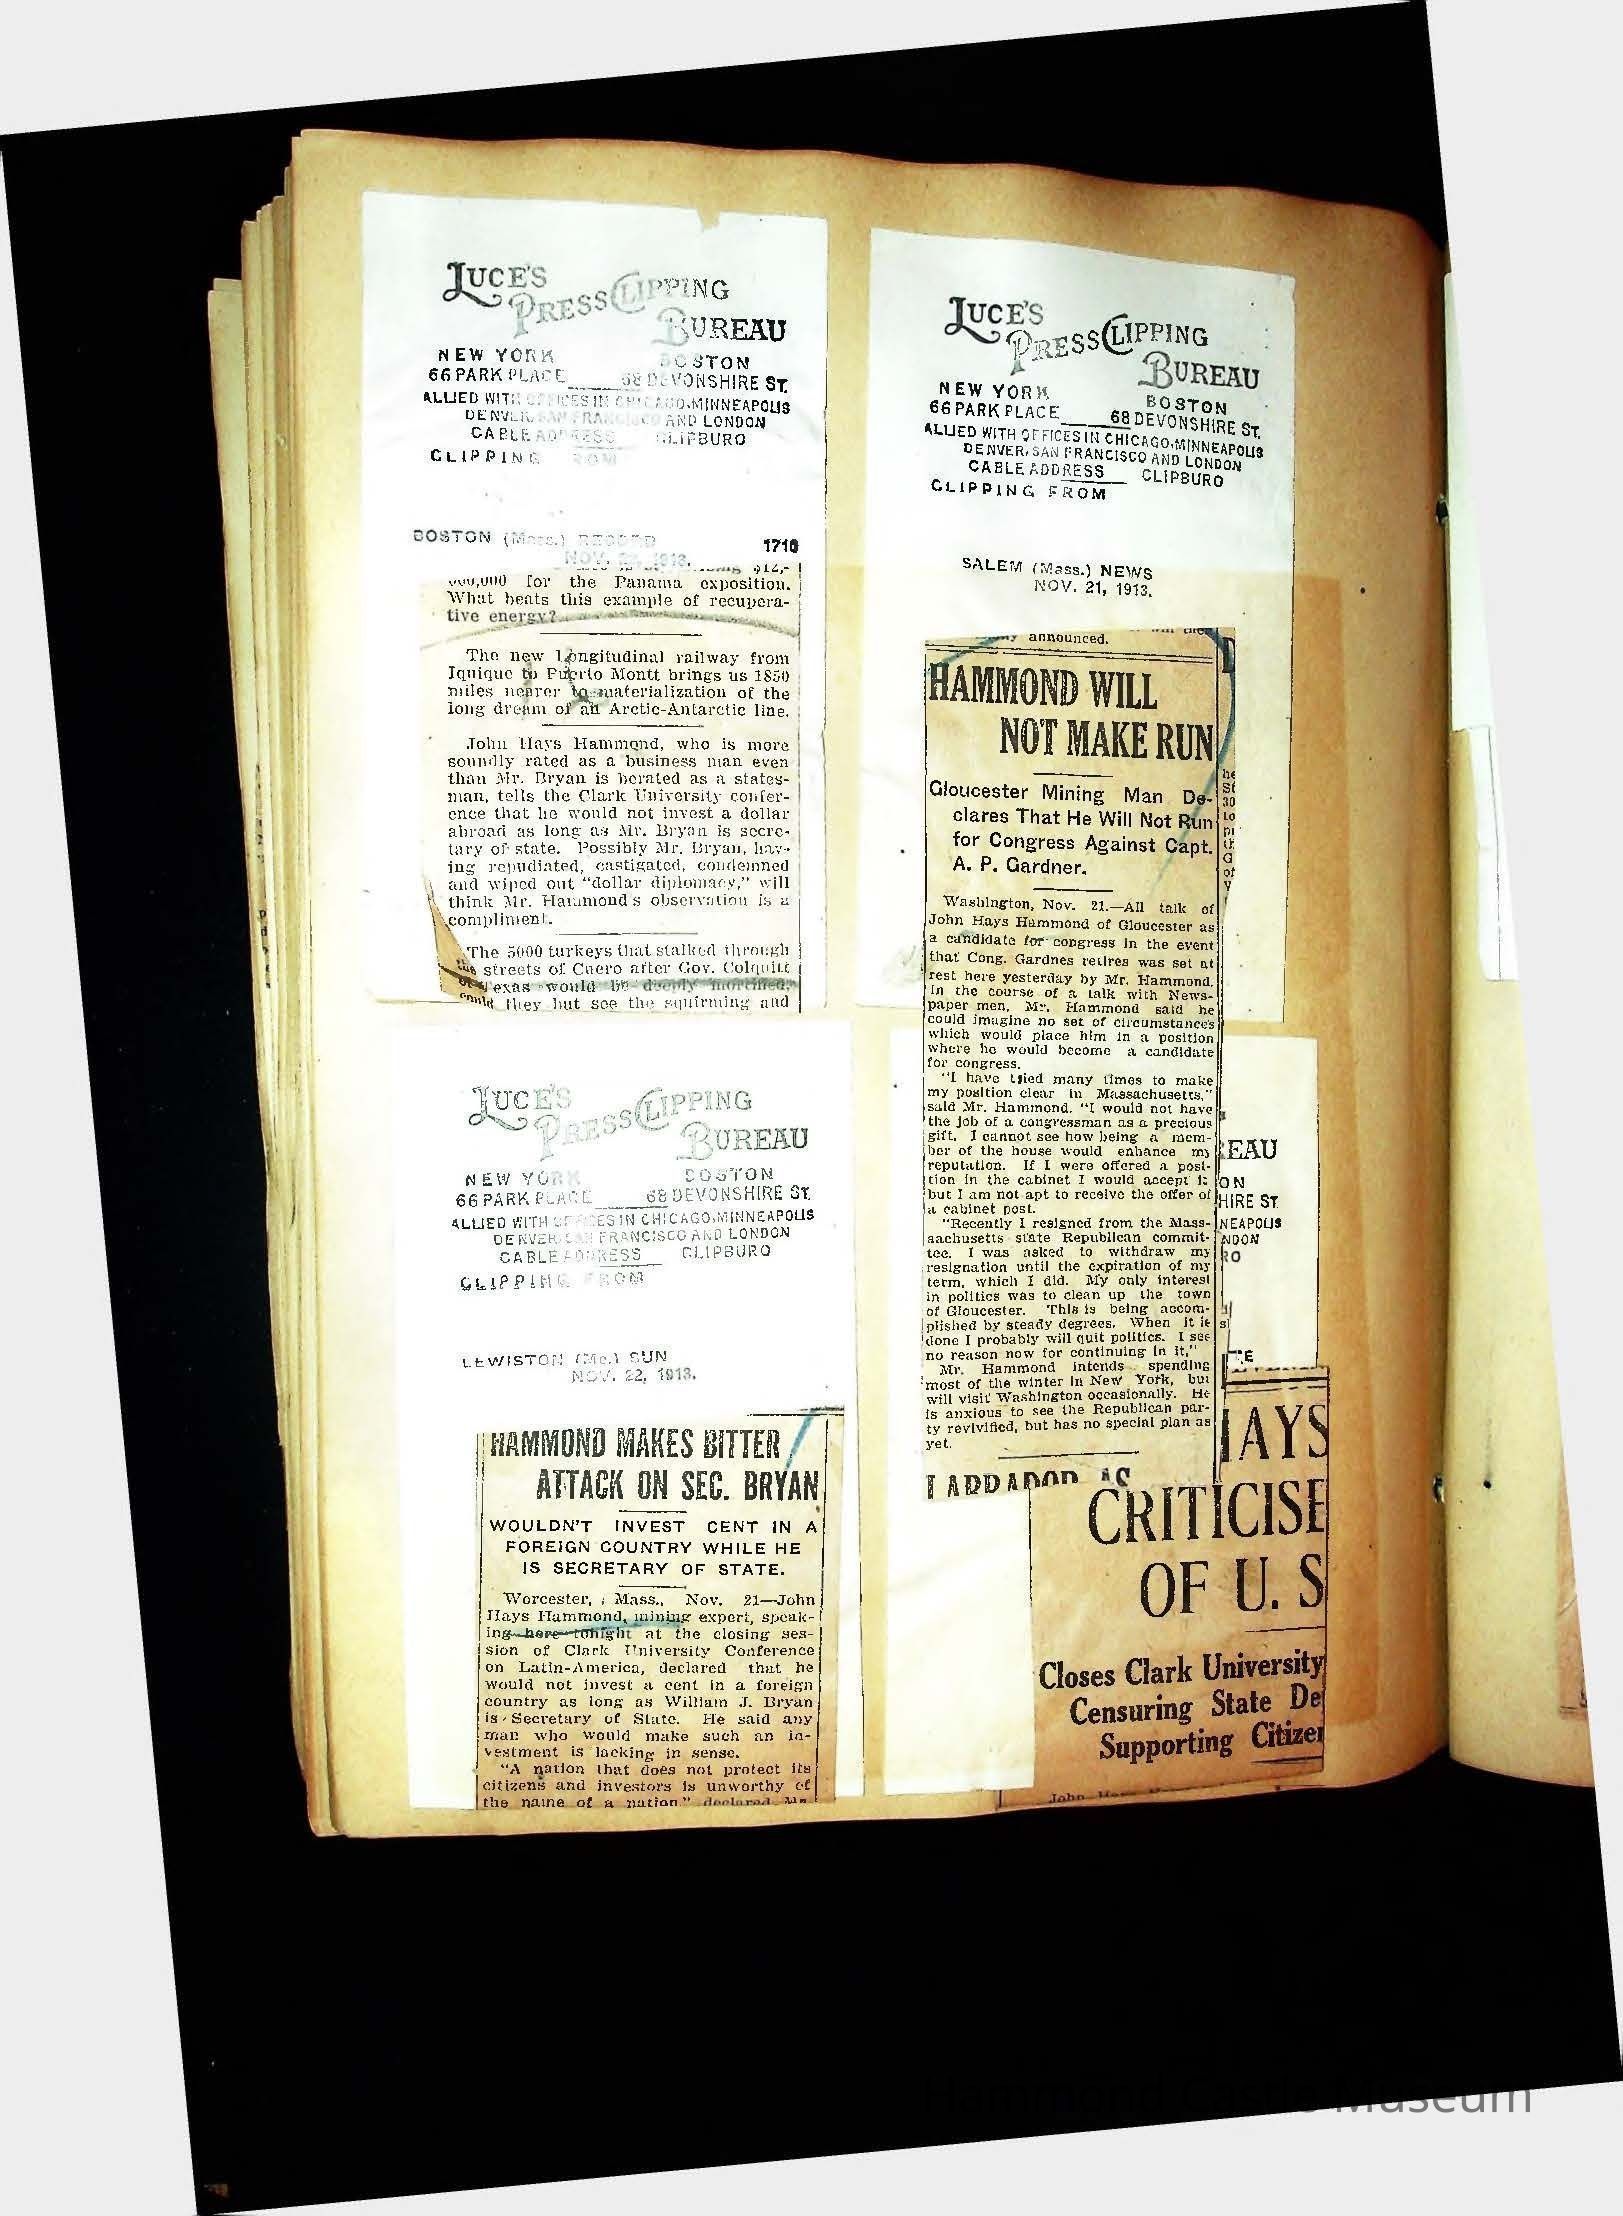 LUCE'S
PRESS CLIPPING
BUREAU
NEW YORK BOSTON
66 PARK PLACE 68 DEVONSHIRE ST.
ALLIED WITH OFFICES IN CHICAGO, MINNEAPOLIS
DENVER, SAN FRANCISCO AND LONDON
CABLE ADDRESS CLIPBURO
CLIPPING FROM
BOSTON (Mass.) RECORD 1710
NOV. 1913.
$12,-
000,000 for the Panama exposition.
What beats this example of recupera-
tive energy?
The new Longitudinal railway from
Iquique to Puerto Montt brings us 1850
miles nearer to materialization of the
long dream of an Arctic-Antarctic line.
John Hays Hammond, who is more
soundly rated as a business man even
than Mr. Bryan is berated as a states-
man, tells the Clark University confer-
ence that he would not invest a dollar
abroad as long as Mr. Bryan is secre-
tary of state. Possibly Mr. Bryan, hav-
ing repudiated, castigated, condemned
and wiped out "dollar diplomacy," will
think Mr. Hammond's observation is a
compliment.
The 5000 turkeys that stalked through
the streets of Cuero after Gov. Colquitt
of Texas would be deeply mortified,
could they but see the squirming and
LUCE'S
PRESS CLIPPING
BUREAU
NEW YORK BOSTON
66 PARK PLACE 68 DEVONSHIRE ST.
ALLIED WITH OFFICES IN CHICAGO, MINNEAPOLIS
DENVER, SAN FRANCISCO AND LONDON
CABLE ADDRESS CLIPBURO
CLIPPING FROM
LEWISTON (Me.) SUN
NOV. 22, 1913.
HAMMOND MAKES BITTER
ATTACK ON SEC. BRYAN
WOULDN'T INVEST CENT IN A
FOREIGN COUNTRY WHILE HE
IS SECRETARY OF STATE.
Worcester, Mass., Nov. 21—John
Hays Hammond, mining expert, speak-
ing here tonight at the closing ses-
sion of Clark University Conference
on Latin-America, declared that he
would not invest a cent in a foreign
country as long as William J. Bryan
is Secretary of State. He said any
man who would make such an in-
vestment is lacking in sense.
"A nation that does not protect its
citizens and investors is unworthy of
the name of a nation," declared Mr.
LUCE'S
PRESS CLIPPING
BUREAU
NEW YORK BOSTON
66 PARK PLACE 68 DEVONSHIRE ST.
ALLIED WITH OFFICES IN CHICAGO, MINNEAPOLIS
DENVER, SAN FRANCISCO AND LONDON
CABLE ADDRESS CLIPBURO
CLIPPING FROM
SALEM (Mass.) NEWS
NOV. 21, 1913.
announced.
HAMMOND WILL
NOT MAKE RUN
Gloucester Mining Man De-
clares That He Will Not Run
for Congress Against Capt.
A. P. Gardner.
Washington, Nov. 21.—All talk of
John Hays Hammond of Gloucester as
a candidate for congress in the event
that Cong. Gardnes retires was set at
rest here yesterday by Mr. Hammond.
In the course of a talk with News-
paper men, Mr. Hammond said he
could imagine no set of circumstances
which would place him in a position
where he would become a candidate
for congress.
"I have tried many times to make
my position clear in Massachusetts,"
said Mr. Hammond. "I would not have
the job of a congressman as a precious
gift. I cannot see how being a mem-
ber of the house would enhance my
reputation. If I were offered a posi-
tion in the cabinet I would accept it
but I am not apt to receive the offer of
a cabinet post.
"Recently I resigned from the Mass-
aachusetts state Republican commit-
tee. I was asked to withdraw my
resignation until the expiration of my
term, which I did. My only interest
in politics was to clean up the town
of Gloucester. This is being accom-
plished by steady degrees. When it is
done I probably will quit politics. I see
no reason now for continuing in it."
Mr. Hammond intends spending
most of the winter in New York, but
will visit Washington occasionally. He
is anxious to see the Republican par-
ty revivified, but has no special plan as
yet.
LABRADOR AS
EAU
ON
HIRE ST.
NEAPOLIS
NDON
RO
HAYS
CRITICISE
OF U. S
Closes Clark University
Censuring State De
Supporting Citizen
John Hays
Hammond Castle Museum